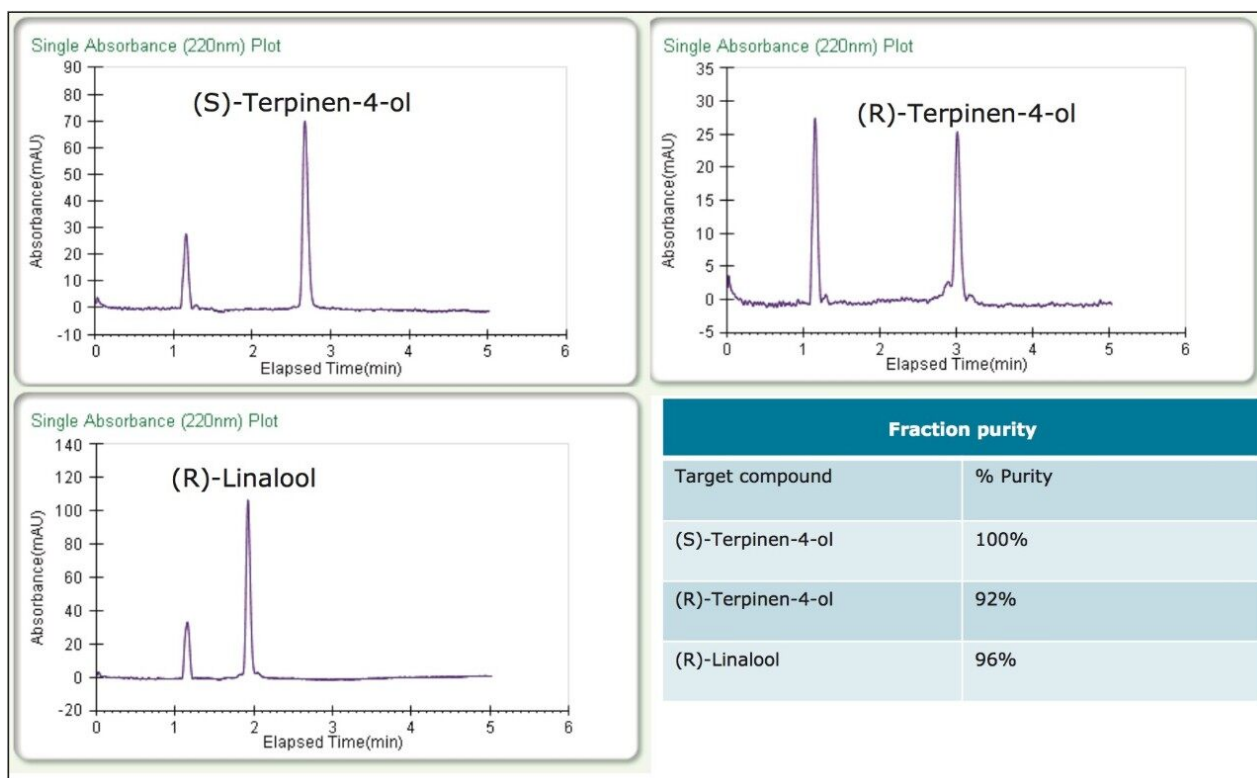 Single Absorbance (220nm) Plot
(S)-Terpinen-4-ol
Absorbance(mAU)
90
80
70
60
50
40
30
20
10
0
-10
0 1 2 3 4 5 6
Elapsed Time(min)
Single Absorbance (220nm) Plot
(R)-Terpinen-4-ol
Absorbance(mAU)
35
30
25
20
15
10
5
0
-5
0 1 2 3 4 5 6
Elapsed Time(min)
Single Absorbance (220nm) Plot
(R)-Linalool
Absorbance(mAU)
140
120
100
80
60
40
20
0
-20
0 1 2 3 4 5 6
Elapsed Time(min)
Fraction purity
Target compound % Purity
(S)-Terpinen-4-ol 100%
(R)-Terpinen-4-ol 92%
(R)-Linalool 96%